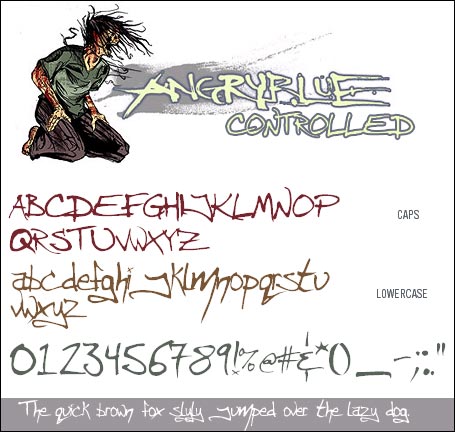 ANGRYBLUE
CONTROLLED
ABCDEFGHIJKLMNOP
CAPS
QRSTUVWXYZ
abcdefghijklmnopqrstu
LOWERCASE
vwxyz
0123456789!%@#&*()_-;:."
The quick brown fox slyly jumped over the lazy dog.